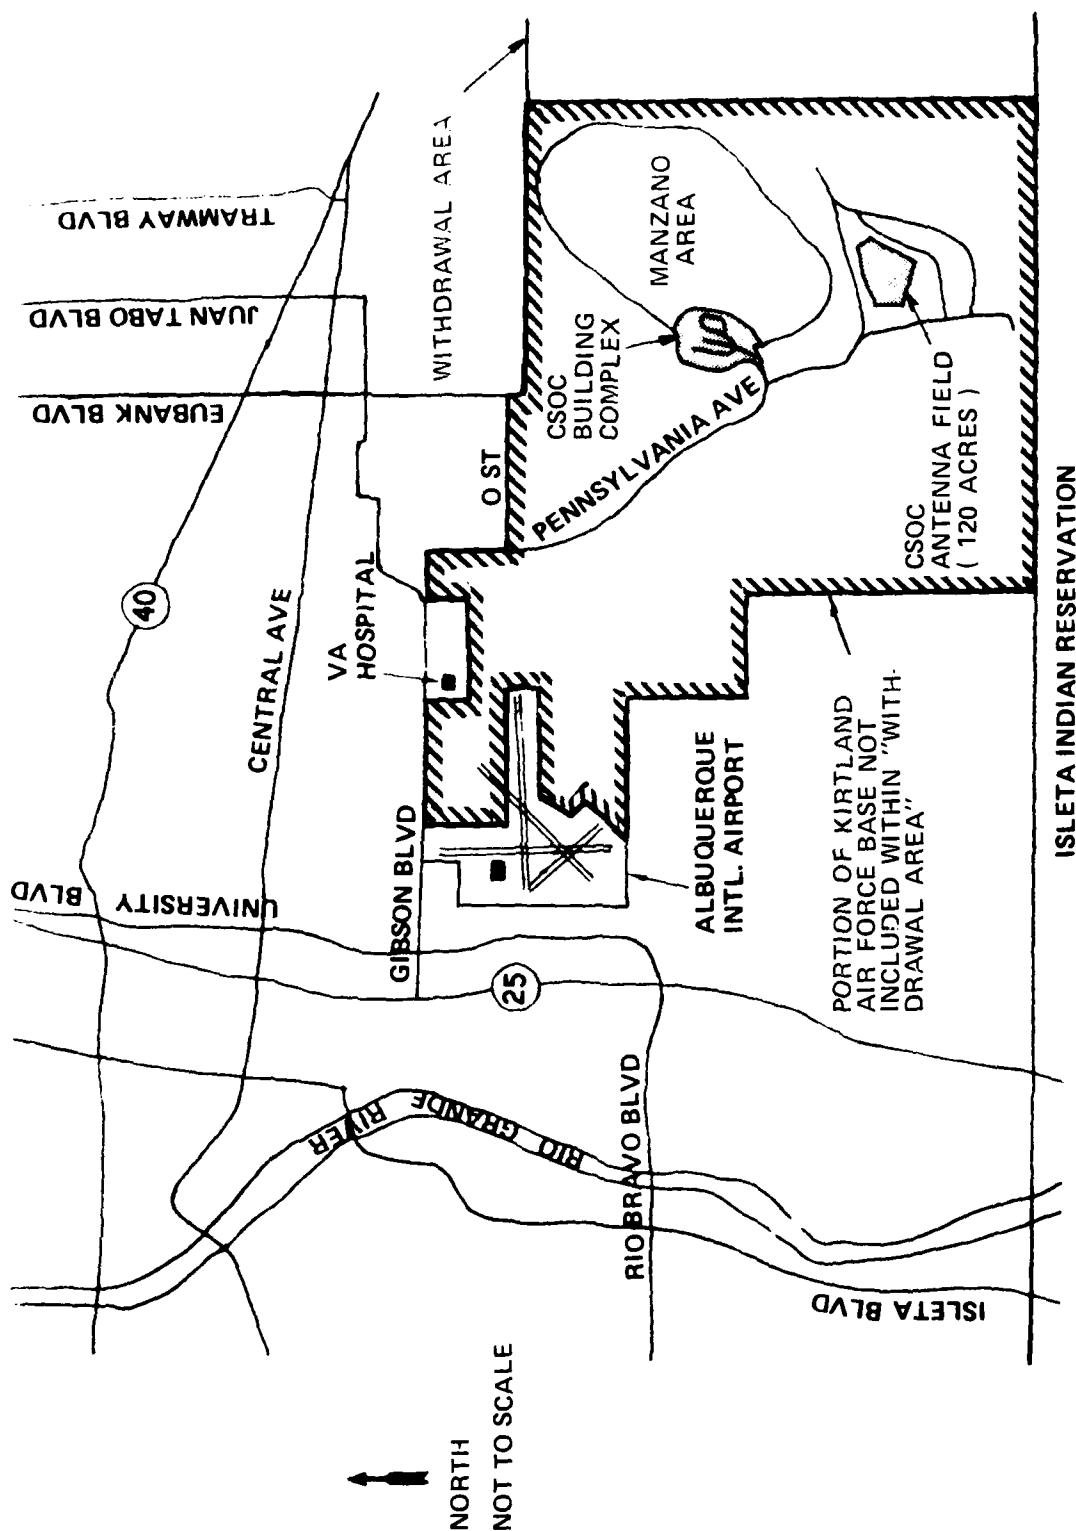 TRAMWAY BLVD
JUAN TABO BLVD
EUBANK BLVD
WITHDRAWAL AREA
40
CENTRAL AVE
VA
HOSPITAL
O ST
CSOC
BUILDING
COMPLEX
MANZANO
AREA
PENNSYLVANIA AVE
CSOC
ANTENNA FIELD
( 120 ACRES )
UNIVERSITY BLVD
GIBSON BLVD
25
ALBUQUERQUE
INTL. AIRPORT
PORTION OF KIRTLAND
AIR FORCE BASE NOT
INCLUDED WITHIN "WITH-
DRAWAL AREA"
RIO GRANDE RIVER
RIO BRAVO BLVD
ISLETA BLVD
ISLETA INDIAN RESERVATION
NORTH
NOT TO SCALE